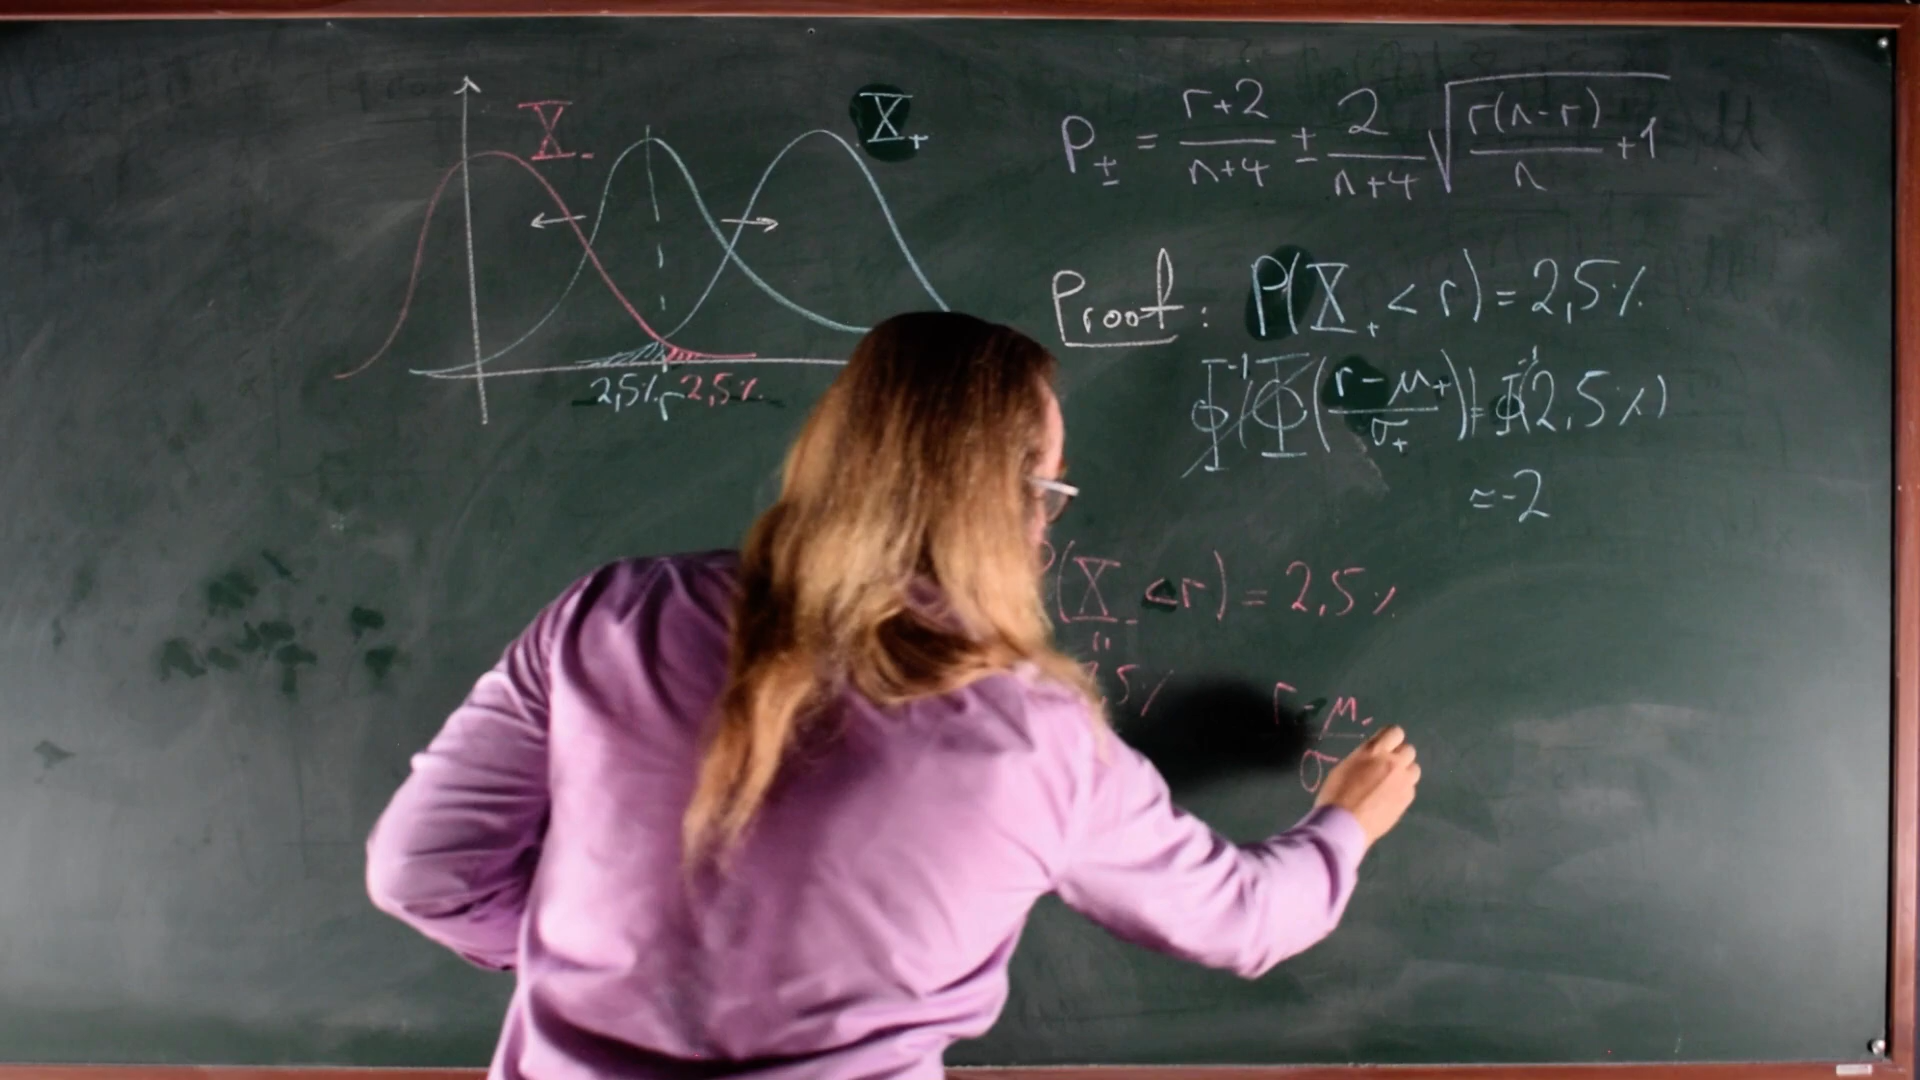 X₋
X₊
2,5% r 2,5%
P± = (r+2)/(n+4) ± 2/(n+4) √(r(n-r)/n + 1)
Proof: P(X₊ < r) = 2,5%
Φ⁻¹(Φ((r-μ₊)/σ₊)) = Φ⁻¹(2,5%)
≈-2
P(X₋ < r) = 2,5%
"
5%
r-μ₋
σ